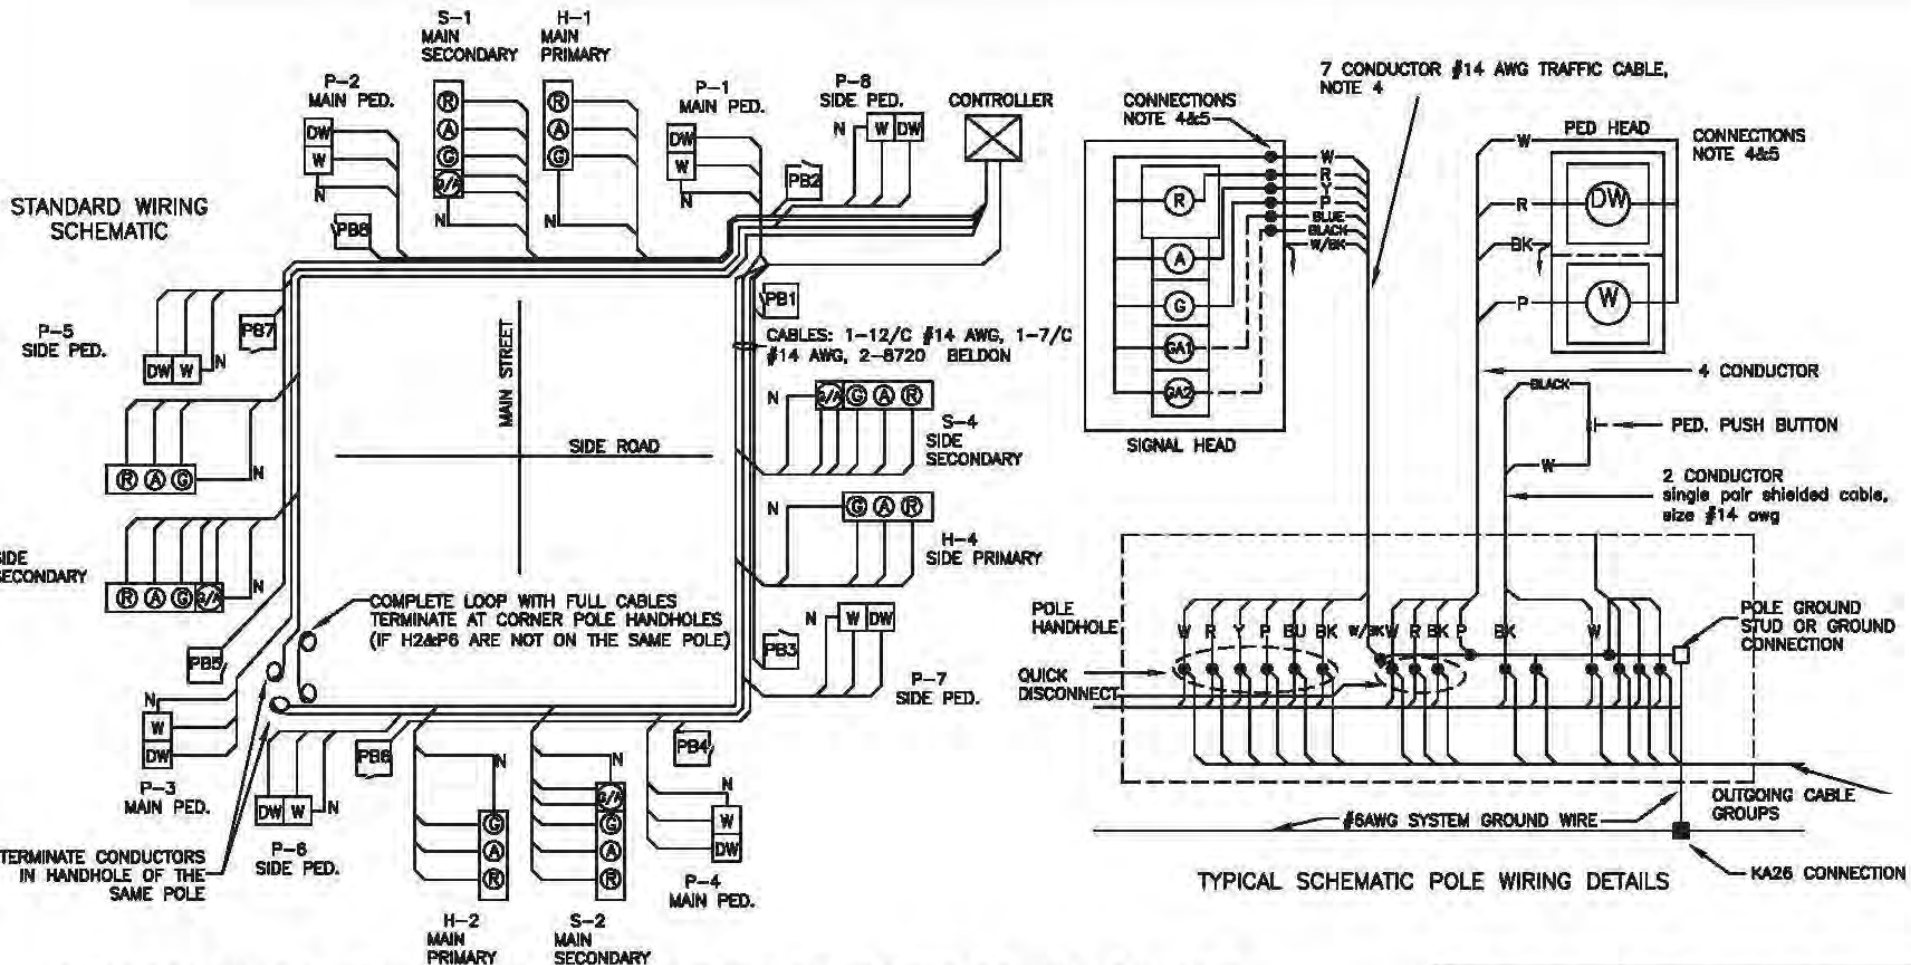 S-1
MAIN
SECONDARY
H-1
MAIN
PRIMARY
P-2
MAIN PED.
P-1
MAIN PED.
P-8
SIDE PED.
CONTROLLER
DW
W
N
R
A
G
G/A
N
R
A
G
N
DW
W
N
N W DW
PB2
PB8
STANDARD WIRING
SCHEMATIC
P-5
SIDE PED.
PB7
DW W N
PB1
CABLES: 1-12/C #14 AWG, 1-7/C
#14 AWG, 2-8720 BELDON
MAIN STREET
SIDE ROAD
N G/A G A R
S-4
SIDE
SECONDARY
R A G N
N G A R
H-4
SIDE PRIMARY
SIDE
SECONDARY
R A G G/A N
COMPLETE LOOP WITH FULL CABLES
TERMINATE AT CORNER POLE HANDHOLES
(IF H2&P6 ARE NOT ON THE SAME POLE)
N W DW
PB3
P-7
SIDE PED.
PB5
N
W
DW
P-3
MAIN PED.
PB6
DW W N
P-6
SIDE PED.
TERMINATE CONDUCTORS
IN HANDHOLE OF THE
SAME POLE
N
G
A
R
H-2
MAIN
PRIMARY
N
G/A
G
A
R
S-2
MAIN
SECONDARY
PB4
N
W
DW
P-4
MAIN PED.
7 CONDUCTOR #14 AWG TRAFFIC CABLE,
NOTE 4
CONNECTIONS
NOTE 4&5
R
A
G
GA1
GA2
W
R
Y
P
BLUE
BLACK
W/BK
SIGNAL HEAD
PED HEAD
CONNECTIONS
NOTE 4&5
W
R
BK
P
DW
W
4 CONDUCTOR
BLACK
PED. PUSH BUTTON
W
2 CONDUCTOR
single pair shielded cable,
size #14 awg
POLE
HANDHOLE
W R Y P BU BK W/BK W R BK P BK W
POLE GROUND
STUD OR GROUND
CONNECTION
QUICK
DISCONNECT
OUTGOING CABLE
GROUPS
#6AWG SYSTEM GROUND WIRE
KA26 CONNECTION
TYPICAL SCHEMATIC POLE WIRING DETAILS